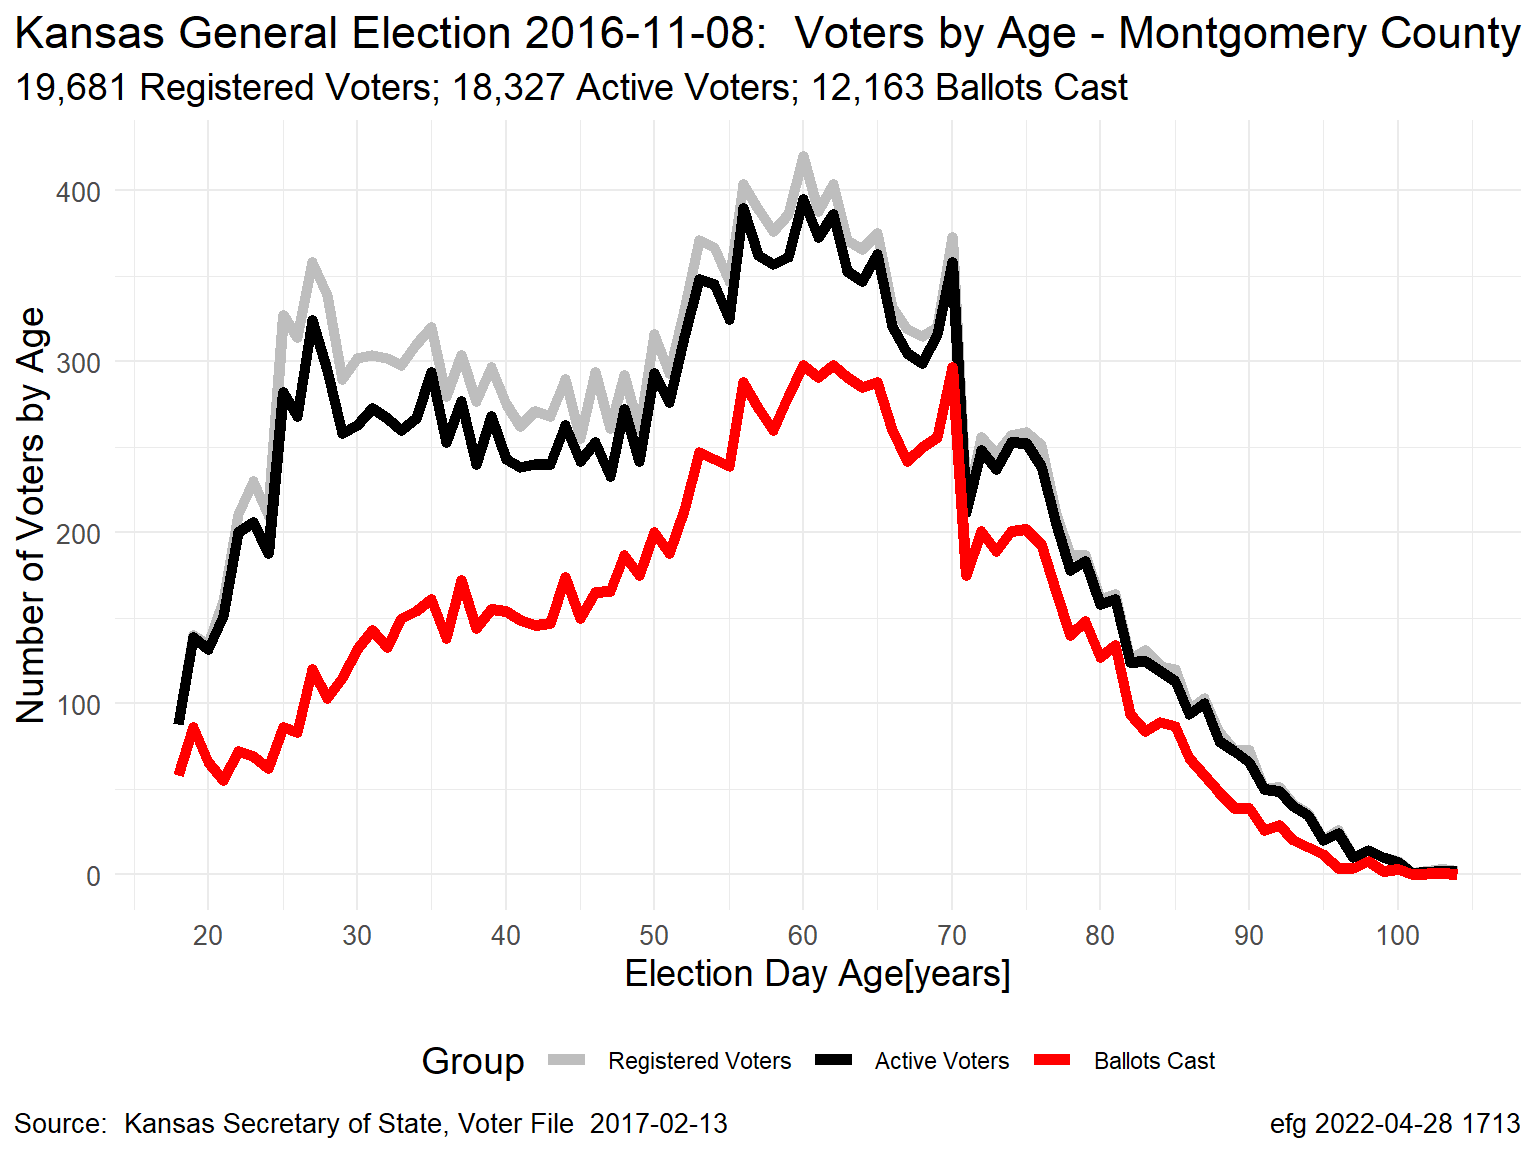 Kansas General Election 2016-11-08:  Voters by Age - Montgomery County
19,681 Registered Voters; 18,327 Active Voters; 12,163 Ballots Cast
Number of Voters by Age
400
300
200
100
0
20 30 40 50 60 70 80 90 100
Election Day Age[years]
Group Registered Voters Active Voters Ballots Cast
Source:  Kansas Secretary of State, Voter File  2017-02-13 efg 2022-04-28 1713